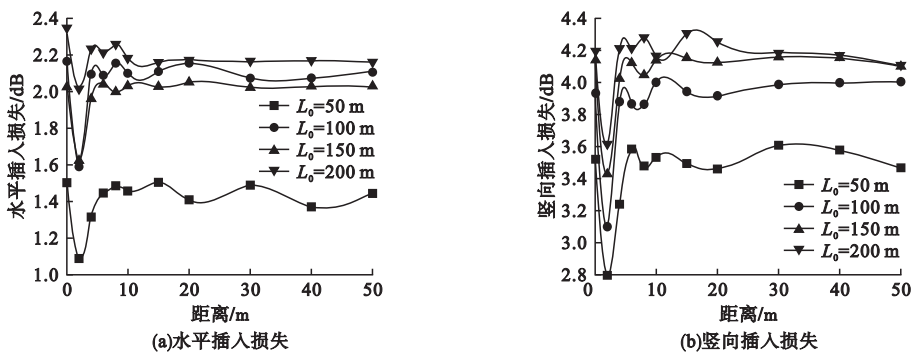 2.4
2.2
2.0
1.8
1.6
1.4
1.2
1.0
水平插入损失/dB
L₀=50 m
L₀=100 m
L₀=150 m
L₀=200 m
0 10 20 30 40 50
距离/m
(a)水平插入损失
4.4
4.2
4.0
3.8
3.6
3.4
3.2
3.0
2.8
竖向插入损失/dB
L₀=50 m
L₀=100 m
L₀=150 m
L₀=200 m
0 10 20 30 40 50
距离/m
(b)竖向插入损失